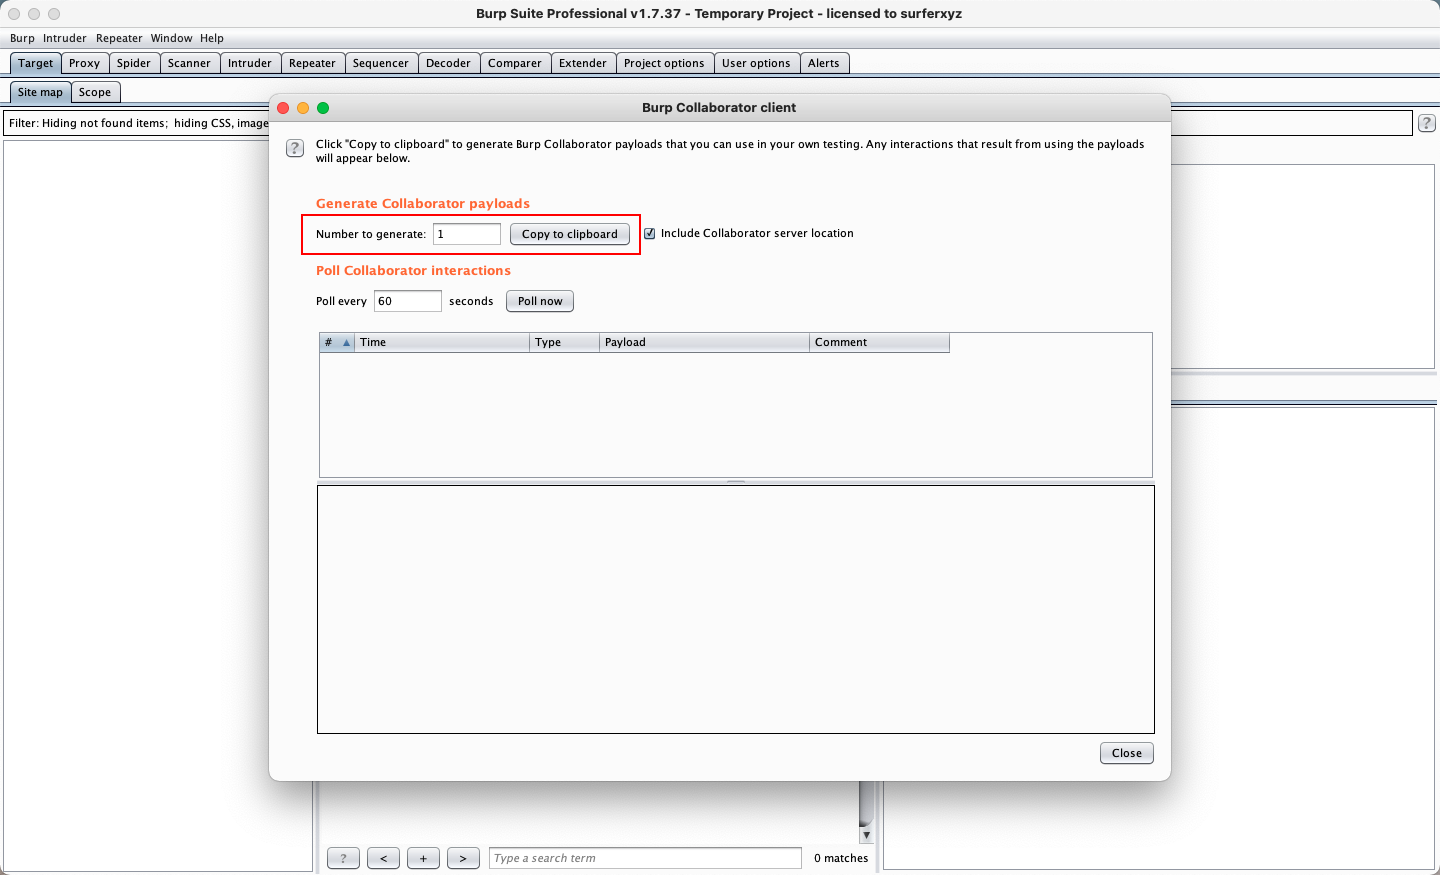 Burp Suite Professional v1.7.37 - Temporary Project - licensed to surferxyz
Burp Intruder Repeater Window Help
Target Proxy Spider Scanner Intruder Repeater Sequencer Decoder Comparer Extender Project options User options Alerts
Site map Scope
Filter: Hiding not found items; hiding CSS, image
?
Burp Collaborator client
? Click "Copy to clipboard" to generate Burp Collaborator payloads that you can use in your own testing. Any interactions that result from using the payloads
will appear below.
Generate Collaborator payloads
Number to generate: 1 Copy to clipboard Include Collaborator server location
Poll Collaborator interactions
Poll every 60 seconds Poll now
# Time Type Payload Comment
Close
? < + > Type a search term 0 matches